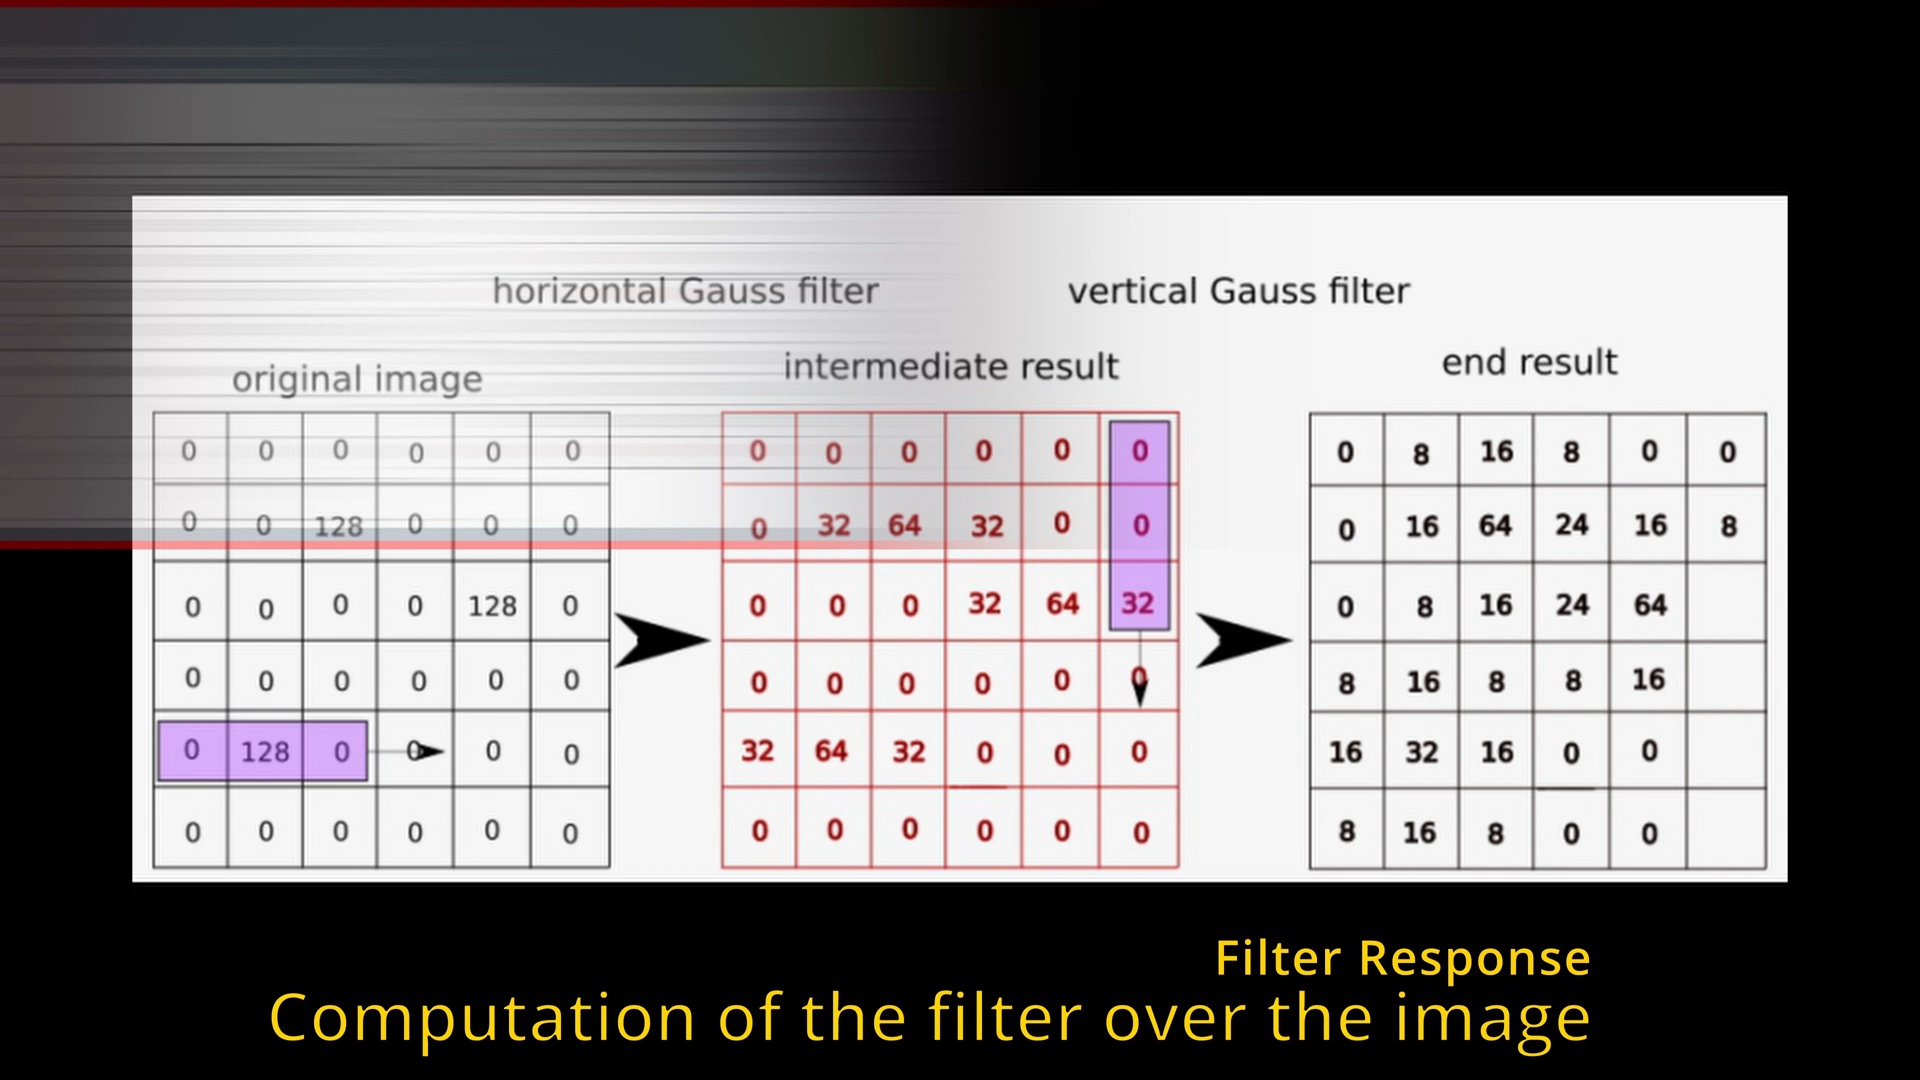 horizontal Gauss filter vertical Gauss filter
original image intermediate result end result
0 0 0 0 0 0 0 0 0 0 0 0 0 8 16 8 0 0
0 0 128 0 0 0 0 32 64 32 0 0 0 16 64 24 16 8
0 0 0 0 128 0 0 0 0 32 64 32 0 8 16 24 64
0 0 0 0 0 0 0 0 0 0 0 0 8 16 8 8 16
0 128 0 0 0 0 32 64 32 0 0 0 16 32 16 0 0
0 0 0 0 0 0 0 0 0 0 0 0 8 16 8 0 0
Filter Response
Computation of the filter over the image